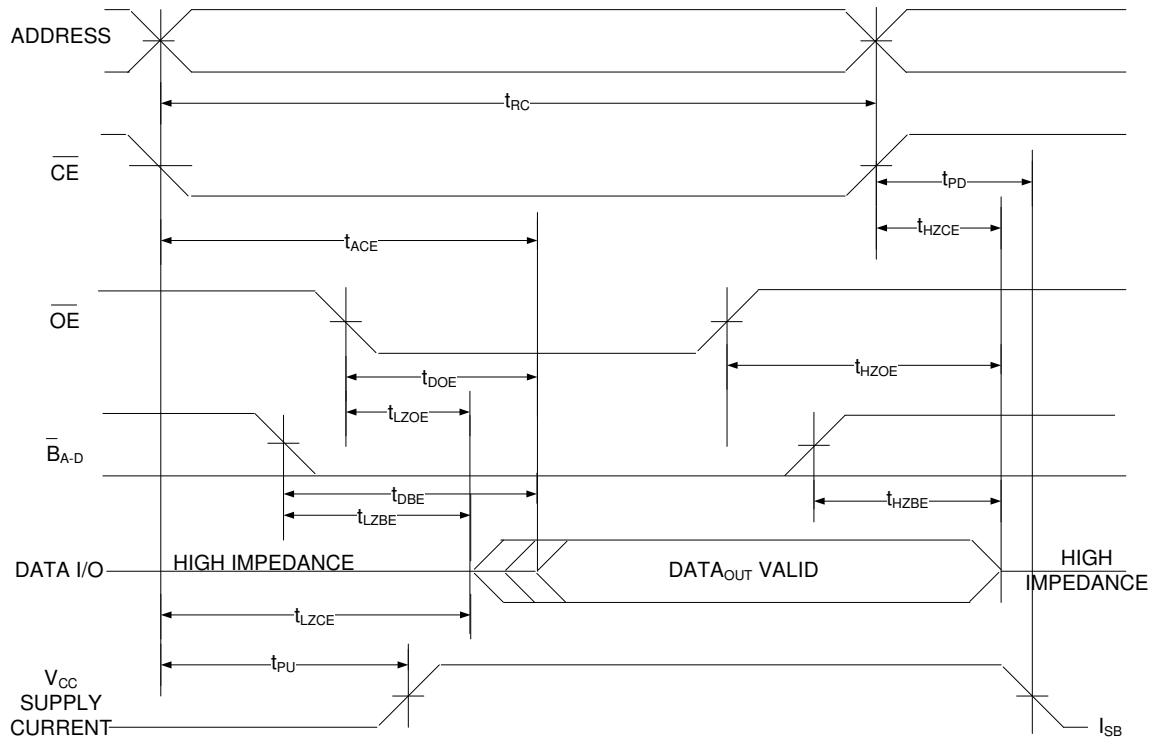 ADDRESS
tRC
CE
tPD
tHZCE
tACE
OE
tDOE
tHZOE
tLZOE
BA-D
tDBE
tHZBE
tLZBE
DATA I/O
HIGH IMPEDANCE
DATAOUT VALID
HIGH
IMPEDANCE
tLZCE
tPU
VCC
SUPPLY
CURRENT
ISB